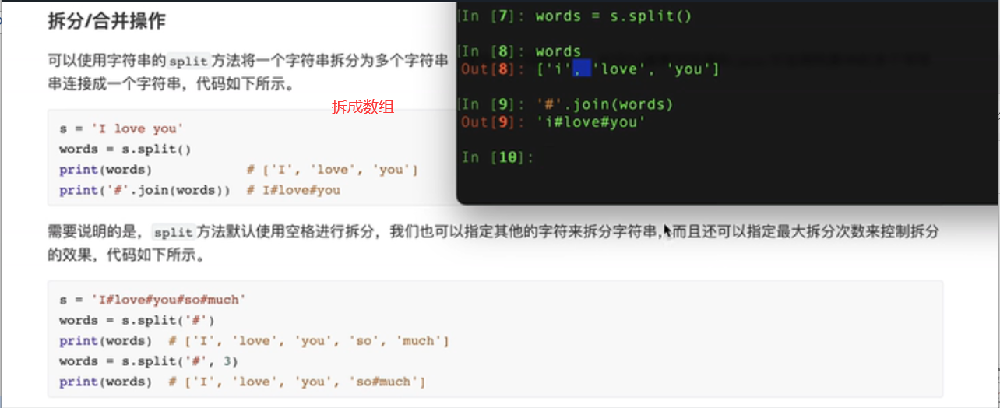 拆分/合并操作
可以使用字符串的split方法将一个字符串拆分为多个字符串
串连接成一个字符串，代码如下所示。
拆成数组
s = 'I love you'
words = s.split()
print(words)            # ['I', 'love', 'you']
print('#'.join(words))  # I#love#you
In [7]: words = s.split()
In [8]: words
Out[8]: ['i', 'love', 'you']
In [9]: '#'.join(words)
Out[9]: 'i#love#you'
In [10]:
需要说明的是，split方法默认使用空格进行拆分，我们也可以指定其他的字符来拆分字符串，而且还可以指定最大拆分次数来控制拆分
的效果，代码如下所示。
s = 'I#love#you#so#much'
words = s.split('#')
print(words)  # ['I', 'love', 'you', 'so', 'much']
words = s.split('#', 3)
print(words)  # ['I', 'love', 'you', 'so#much']